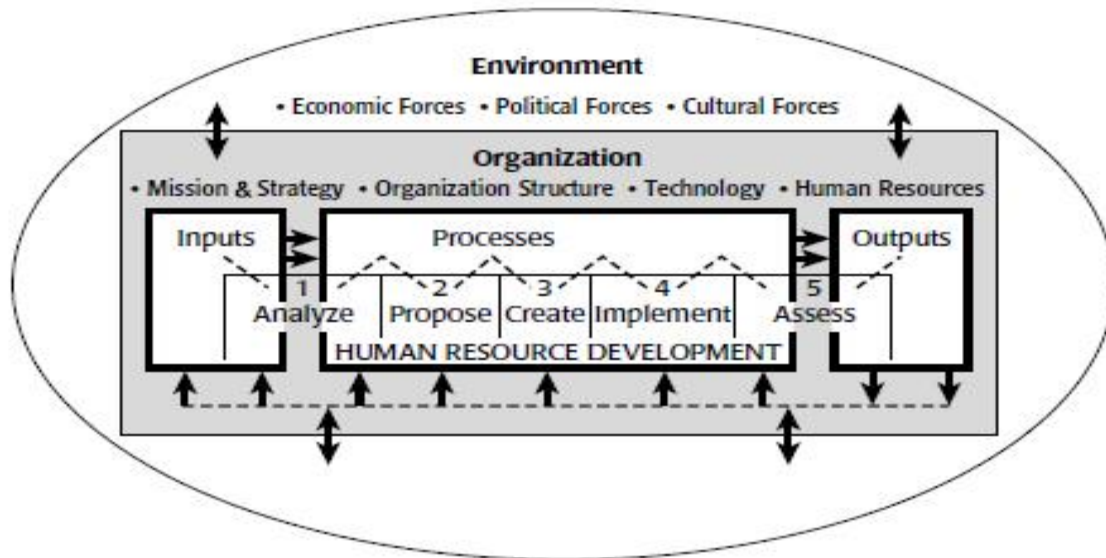 Environment
• Economic Forces • Political Forces • Cultural Forces
Organization
• Mission & Strategy • Organization Structure • Technology • Human Resources
Inputs Processes Outputs
1 2 3 4 5
Analyze Propose Create Implement Assess
HUMAN RESOURCE DEVELOPMENT